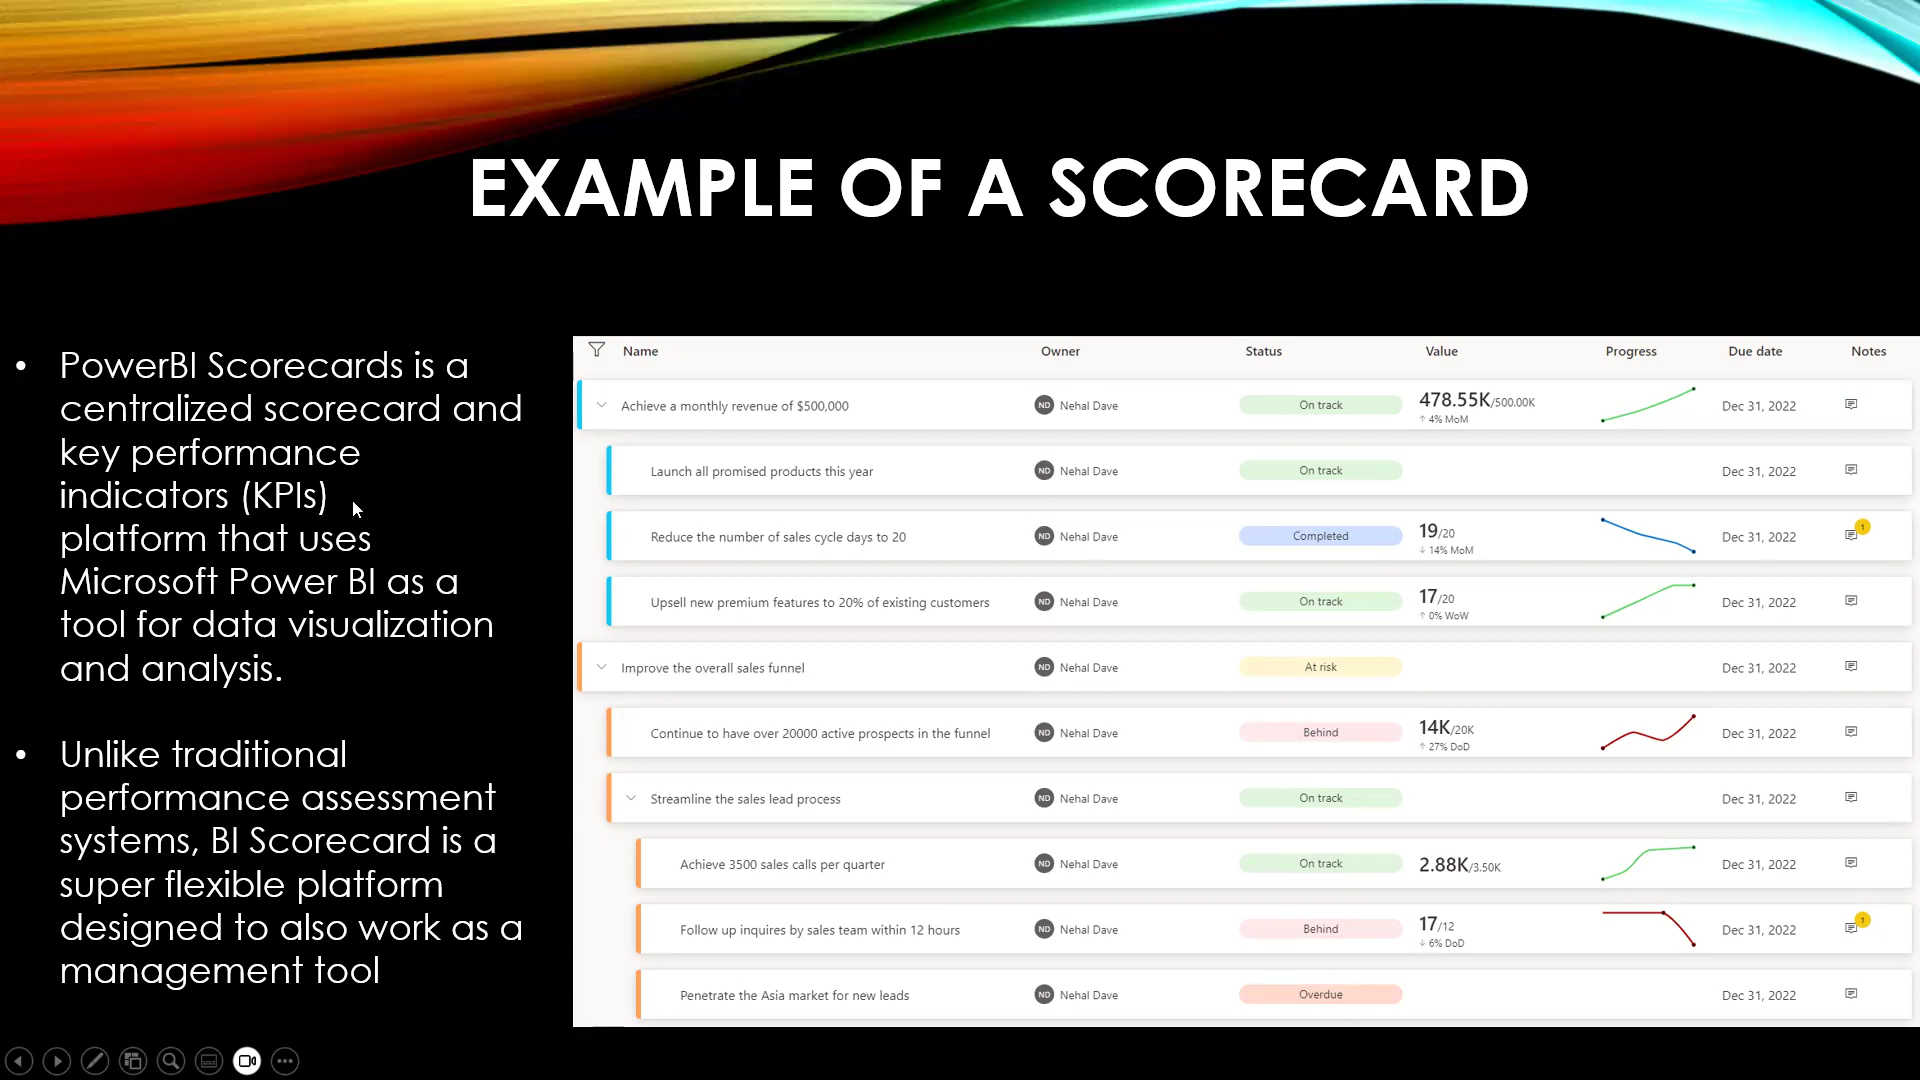 EXAMPLE OF A SCORECARD
• PowerBI Scorecards is a
centralized scorecard and
key performance
indicators (KPIs)
platform that uses
Microsoft Power BI as a
tool for data visualization
and analysis.
• Unlike traditional
performance assessment
systems, BI Scorecard is a
super flexible platform
designed to also work as a
management tool
Name Owner Status Value Progress Due date Notes
Achieve a monthly revenue of $500,000 ND Nehal Dave On track 478.55K/500.00K Dec 31, 2022
↑ 4% MoM
Launch all promised products this year ND Nehal Dave On track Dec 31, 2022
Reduce the number of sales cycle days to 20 ND Nehal Dave Completed 19/20 Dec 31, 2022 1
↓ 14% MoM
Upsell new premium features to 20% of existing customers ND Nehal Dave On track 17/20 Dec 31, 2022
↑ 0% WoW
Improve the overall sales funnel ND Nehal Dave At risk Dec 31, 2022
Continue to have over 20000 active prospects in the funnel ND Nehal Dave Behind 14K/20K Dec 31, 2022
↑ 27% DoD
Streamline the sales lead process ND Nehal Dave On track Dec 31, 2022
Achieve 3500 sales calls per quarter ND Nehal Dave On track 2.88K/3.50K Dec 31, 2022
Follow up inquires by sales team within 12 hours ND Nehal Dave Behind 17/12 Dec 31, 2022 1
↓ 6% DoD
Penetrate the Asia market for new leads ND Nehal Dave Overdue Dec 31, 2022